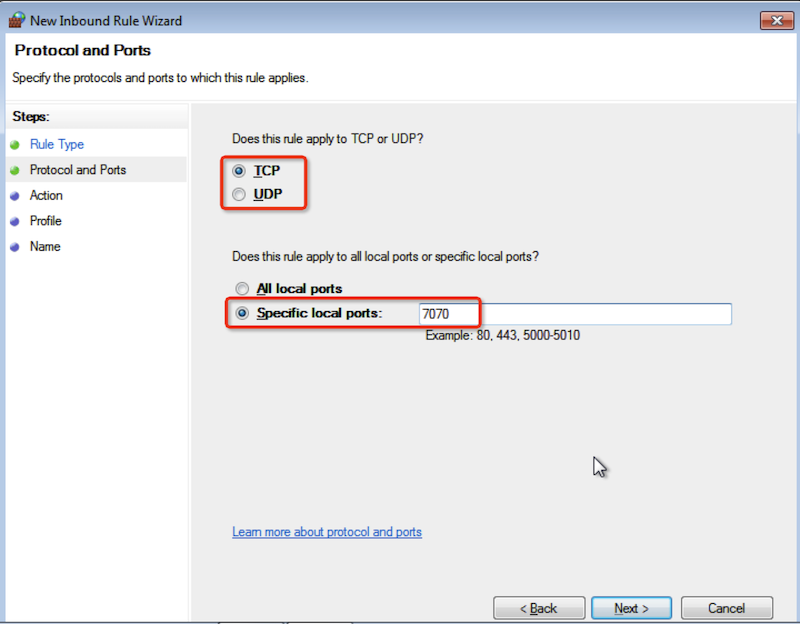 New Inbound Rule Wizard
Protocol and Ports
Specify the protocols and ports to which this rule applies.
Steps:
Rule Type
Protocol and Ports
Action
Profile
Name
Does this rule apply to TCP or UDP?
TCP
UDP
Does this rule apply to all local ports or specific local ports?
All local ports
Specific local ports: 7070
Example: 80, 443, 5000-5010
Learn more about protocol and ports
< Back Next > Cancel